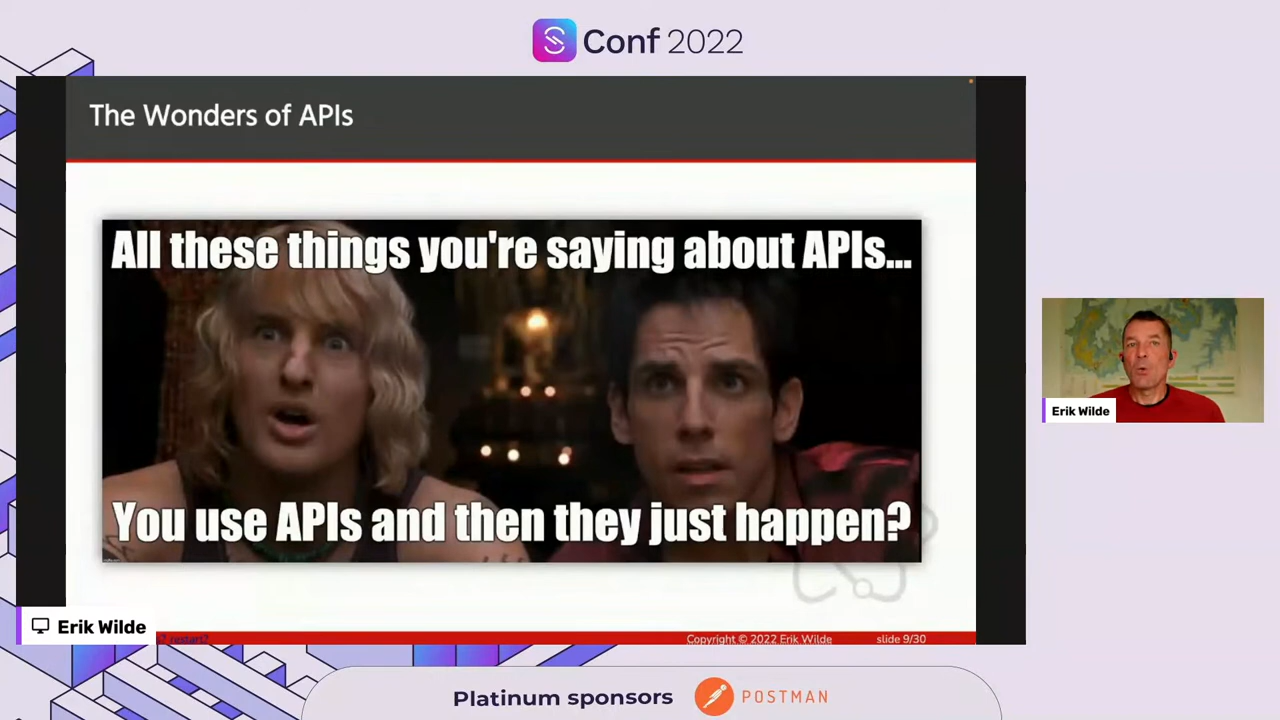 Conf 2022
The Wonders of APIs
All these things you're saying about APIs...
You use APIs and then they just happen?
Erik Wilde
Erik Wilde
restart?
Copyright © 2022 Erik Wilde
slide 9/30
Platinum sponsors
POSTMAN